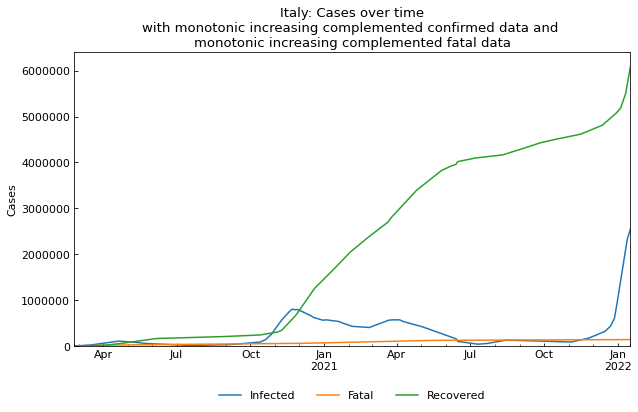 Italy: Cases over time
with monotonic increasing complemented confirmed data and
monotonic increasing complemented fatal data
6000000
5000000
4000000
3000000
2000000
1000000
0
Cases
Apr Jul Oct Jan Apr Jul Oct Jan
2021 2022
Infected Fatal Recovered